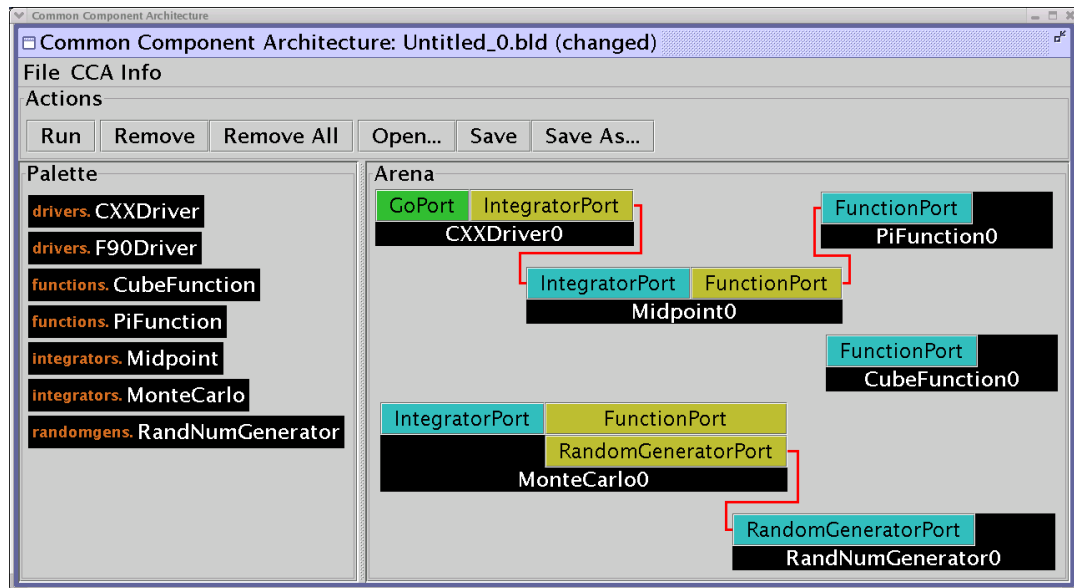 Common Component Architecture
Common Component Architecture: Untitled_0.bld (changed)
File CCA Info
Actions
Run Remove Remove All Open... Save Save As...
Palette
drivers. CXXDriver
drivers. F90Driver
functions. CubeFunction
functions. PiFunction
integrators. Midpoint
integrators. MonteCarlo
randomgens. RandNumGenerator
Arena
GoPort IntegratorPort
CXXDriver0
FunctionPort
PiFunction0
IntegratorPort FunctionPort
Midpoint0
FunctionPort
CubeFunction0
IntegratorPort FunctionPort
RandomGeneratorPort
MonteCarlo0
RandomGeneratorPort
RandNumGenerator0